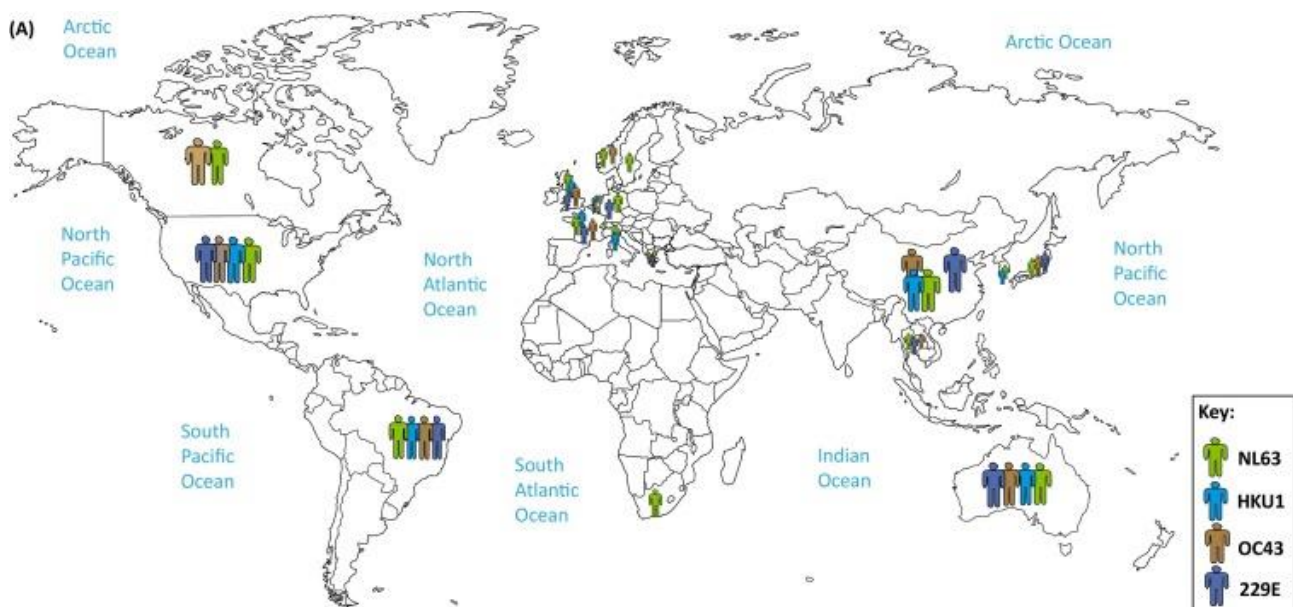 (A)
Arctic
Ocean
Arctic Ocean
North
Pacific
Ocean
North
Atlantic
Ocean
North
Pacific
Ocean
South
Pacific
Ocean
South
Atlantic
Ocean
Indian
Ocean
Key:
NL63
HKU1
OC43
229E